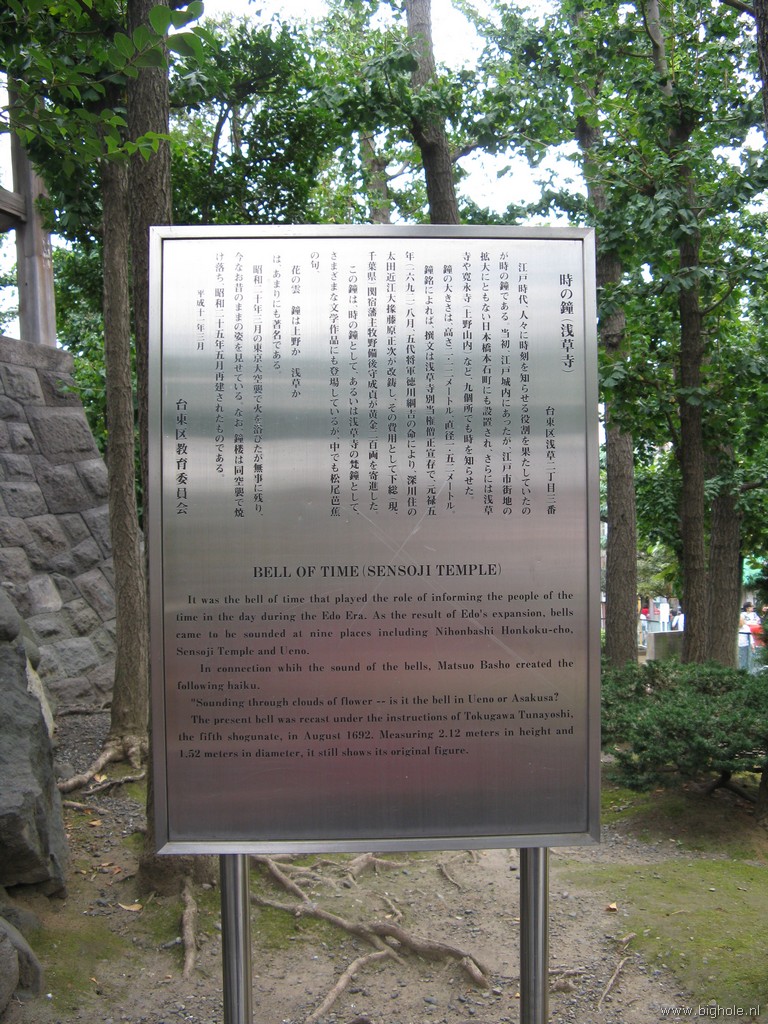 時の鐘（浅草寺）
台東区浅草二丁目三番
江戸時代、人々に時刻を知らせる役割を果たしていたの
が時の鐘である。当初、江戸城内にあったが、江戸市街地の
拡大にともない日本橋本石町にも設置され、さらには浅草
寺や寛永寺（上野山内）など、九個所でも時を知らせた。
鐘の大きさは、高さ二・一二メートル、直径一・五二メートル。
鐘銘によれば、撰文は浅草寺別当権僧正宣存で、元禄五
年（一六九二）八月、五代将軍徳川綱吉の命により、深川住の
太田近江大掾藤原正次が改鋳し、その費用として下総（現
千葉県）関宿藩主牧野備後守成貞が黄金二百両を寄進した。
この鐘は、時の鐘として、あるいは浅草寺の梵鐘として、
さまざまな文学作品にも登場しているが、中でも松尾芭蕉
の句、
花の雲　鐘は上野か　浅草か
は、あまりにも著名である。
昭和二十年三月の東京大空襲で火を浴びたが無事に残り、
今なお昔のままの姿を見せている。なお、鐘楼は同空襲で焼
け落ち、昭和二十五年五月再建されたものである。
平成十一年三月
台東区教育委員会
BELL OF TIME (SENSOJI TEMPLE)
It was the bell of time that played the role of informing the people of the
time in the day during the Edo Era. As the result of Edo's expansion, bells
came to be sounded at nine places including Nihonbashi Honkoku-cho,
Sensoji Temple and Ueno.
In connection whih the sound of the bells, Matsuo Basho created the
following haiku.
"Sounding through clouds of flower -- is it the bell in Ueno or Asakusa?
The present bell was recast under the instructions of Tokugawa Tunayoshi,
the fifth shogunate, in August 1692. Measuring 2.12 meters in height and
1.52 meters in diameter, it still shows its original figure.
www.bighole.nl